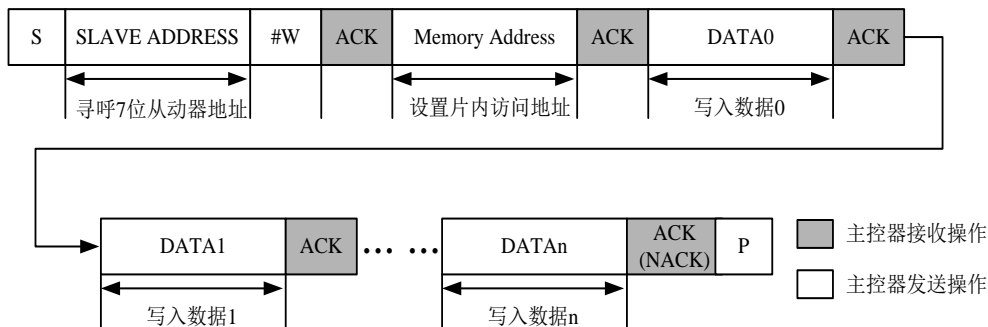 S SLAVE ADDRESS #W ACK Memory Address ACK DATA0 ACK
寻呼7位从动器地址 设置片内访问地址 写入数据0
DATA1 ACK ... ... DATAn ACK (NACK) P
写入数据1 写入数据n
主控器接收操作
主控器发送操作